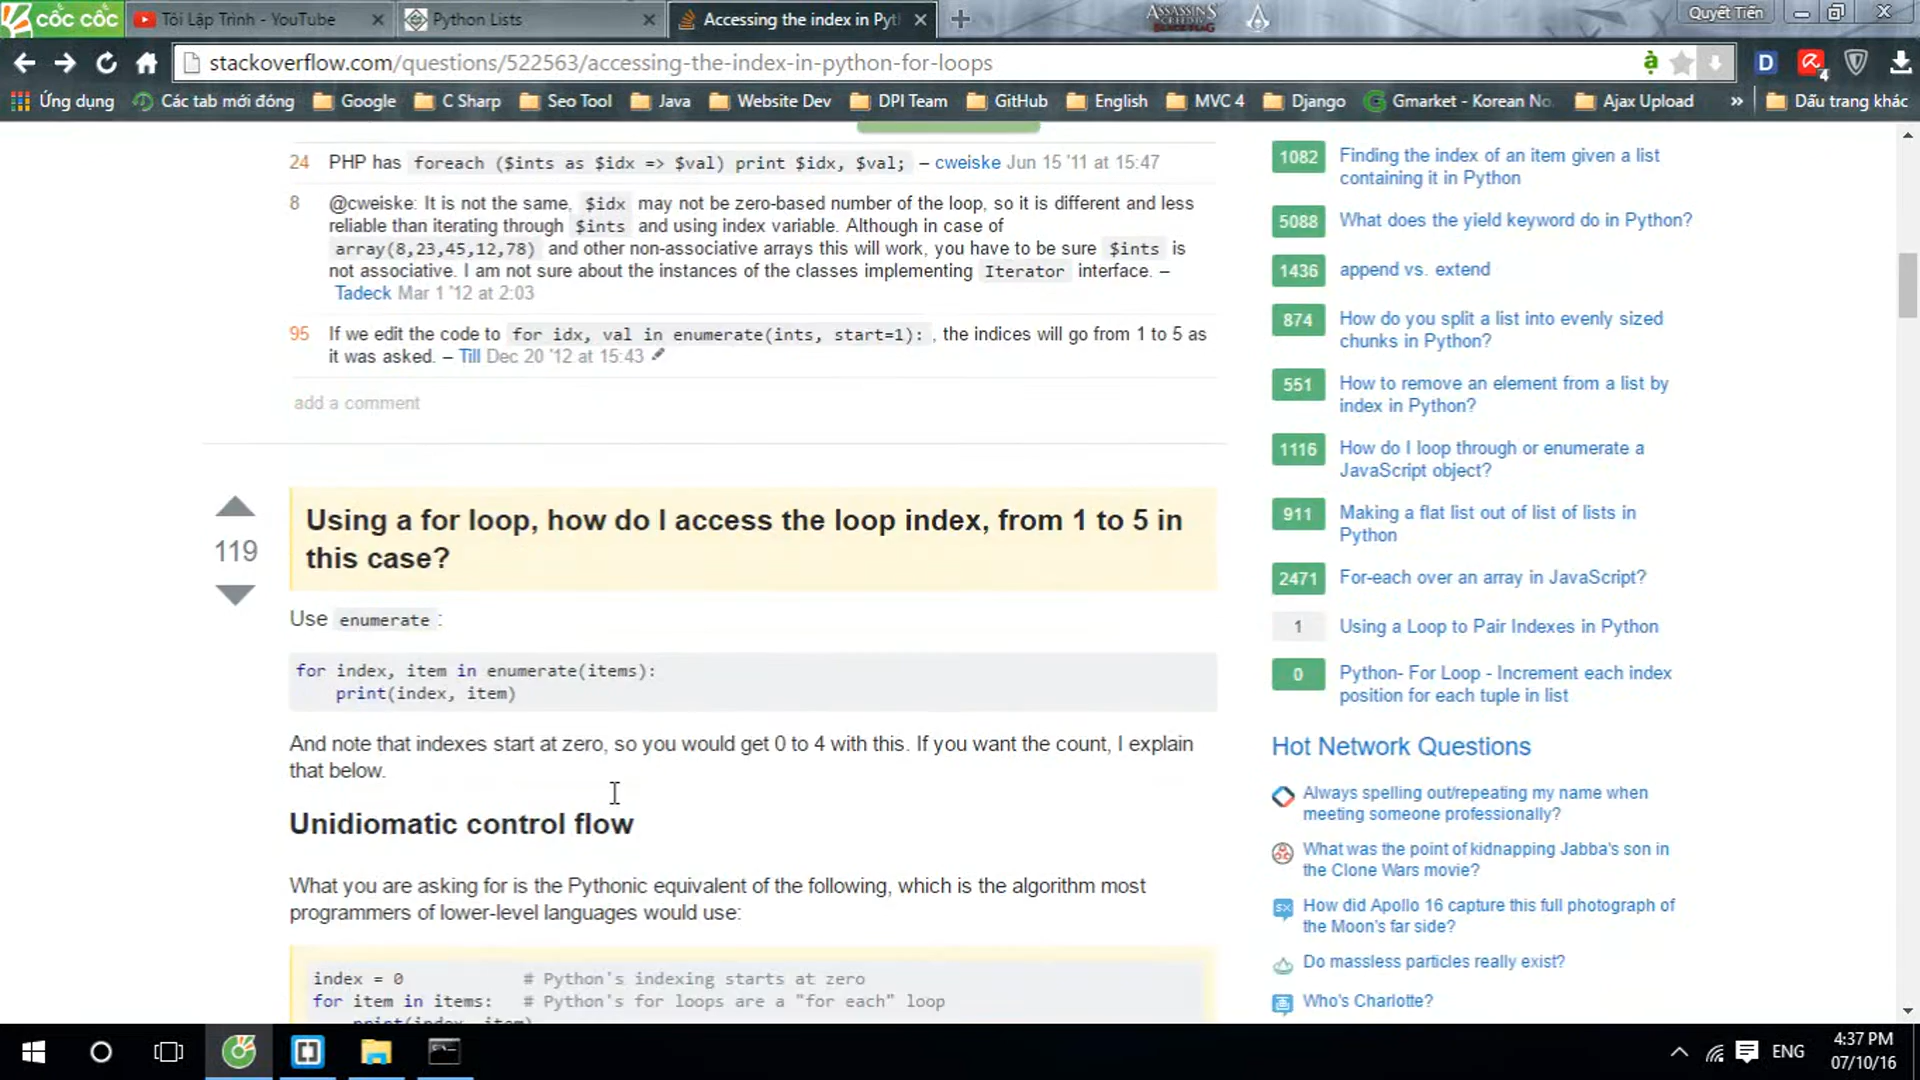 cốc cốc
Tôi Lập Trình - YouTube
Python Lists
Accessing the index in Pyt
ASSASSIN'S
Quyết Tiến
stackoverflow.com/questions/522563/accessing-the-index-in-python-for-loops
4
Ứng dụng
Các tab mới đóng
Google
C Sharp
Seo Tool
Java
Website Dev
DPI Team
GitHub
English
MVC 4
Django
Gmarket - Korean No.
Ajax Upload
»
Dấu trang khác
24 PHP has foreach ($ints as $idx => $val) print $idx, $val; – cweiske Jun 15 '11 at 15:47
8 @cweiske: It is not the same, $idx may not be zero-based number of the loop, so it is different and less
reliable than iterating through $ints and using index variable. Although in case of
array(8,23,45,12,78) and other non-associative arrays this will work, you have to be sure $ints is
not associative. I am not sure about the instances of the classes implementing Iterator interface. –
Tadeck Mar 1 '12 at 2:03
95 If we edit the code to for idx, val in enumerate(ints, start=1): , the indices will go from 1 to 5 as
it was asked. – Till Dec 20 '12 at 15:43
add a comment
119
Using a for loop, how do I access the loop index, from 1 to 5 in
this case?
Use enumerate :
for index, item in enumerate(items):
print(index, item)
And note that indexes start at zero, so you would get 0 to 4 with this. If you want the count, I explain
that below.
Unidiomatic control flow
What you are asking for is the Pythonic equivalent of the following, which is the algorithm most
programmers of lower-level languages would use:
index = 0 # Python's indexing starts at zero
for item in items: # Python's for loops are a "for each" loop
print(index, item)
1082 Finding the index of an item given a list
containing it in Python
5088 What does the yield keyword do in Python?
1436 append vs. extend
874 How do you split a list into evenly sized
chunks in Python?
551 How to remove an element from a list by
index in Python?
1116 How do I loop through or enumerate a
JavaScript object?
911 Making a flat list out of list of lists in
Python
2471 For-each over an array in JavaScript?
1 Using a Loop to Pair Indexes in Python
0 Python- For Loop - Increment each index
position for each tuple in list
Hot Network Questions
Always spelling out/repeating my name when
meeting someone professionally?
What was the point of kidnapping Jabba's son in
the Clone Wars movie?
How did Apollo 16 capture this full photograph of
the Moon's far side?
Do massless particles really exist?
Who's Charlotte?
ENG
4:37 PM
07/10/16